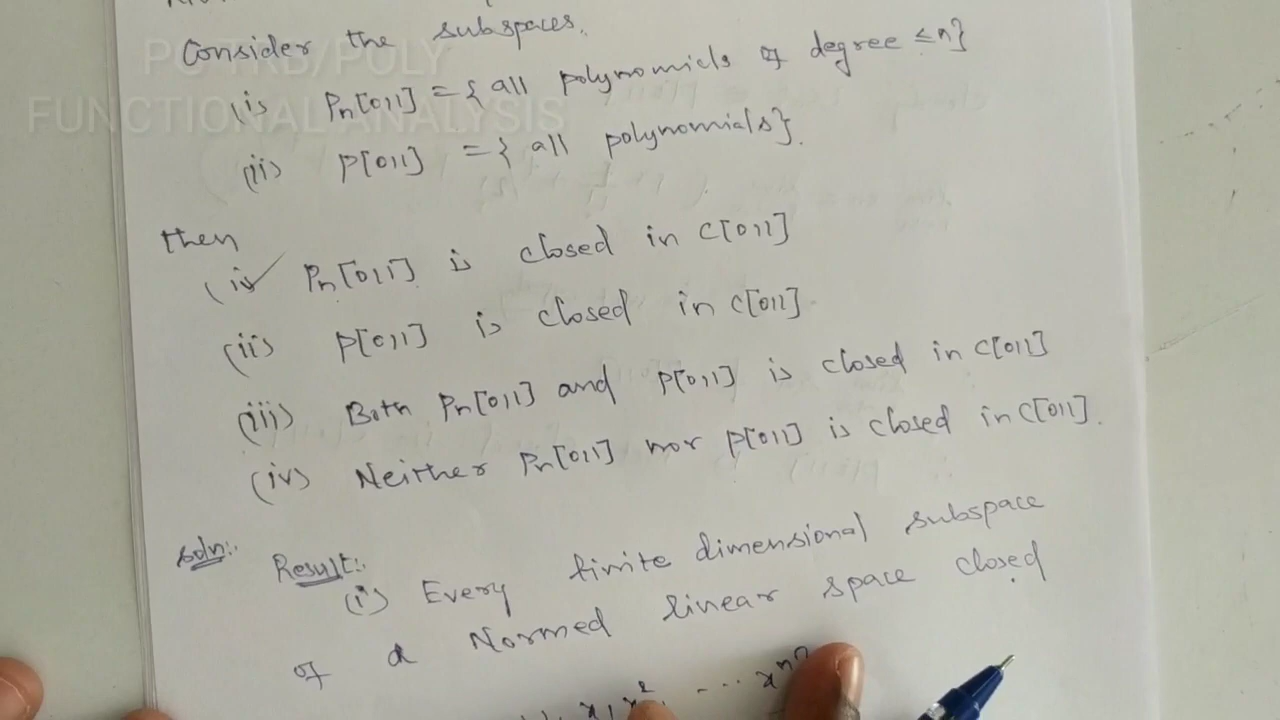 Consider the subspaces.
PG TRB/POLY
(i) Pn[0,1] = { all polynomials of degree ≤n}
FUNCTIONAL ANALYSIS
(ii) P[0,1] = { all polynomials}.
then
(i) Pn[0,1] is closed in C[0,1]
(ii) P[0,1] is closed in C[0,1]
(iii) Both Pn[0,1] and P[0,1] is closed in C[0,1]
(iv) Neither Pn[0,1] nor P[0,1] is closed in C[0,1].
Soln:.
Result:.
(i) Every finite dimensional subspace
of a Normed linear space closed
x, x² ... xⁿ